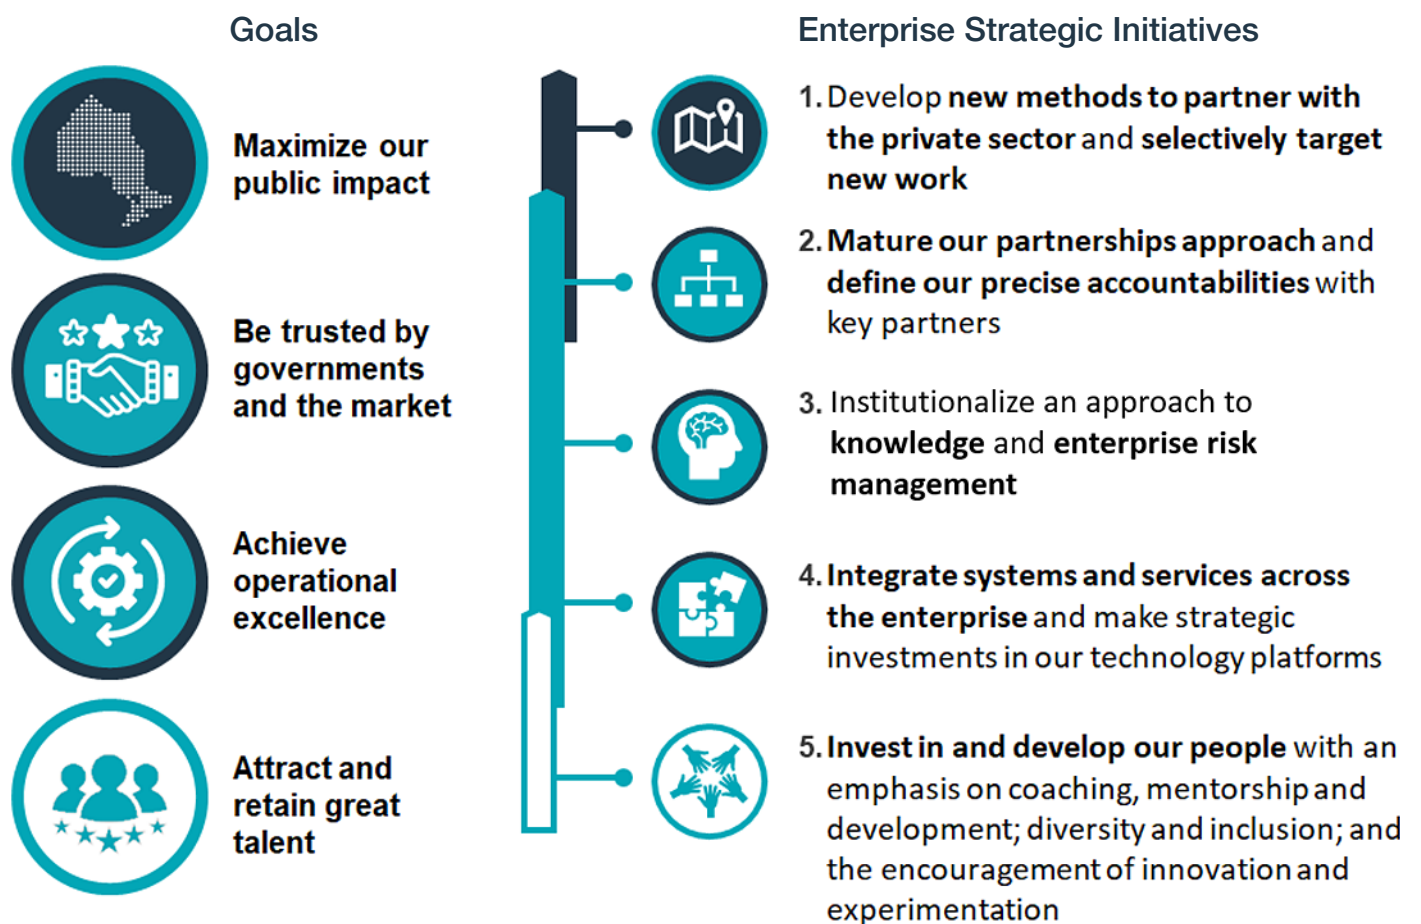 Goals
Maximize our
public impact
Be trusted by
governments
and the market
Achieve
operational
excellence
Attract and
retain great
talent
Enterprise Strategic Initiatives
1. Develop new methods to partner with
the private sector and selectively target
new work
2. Mature our partnerships approach and
define our precise accountabilities with
key partners
3. Institutionalize an approach to
knowledge and enterprise risk
management
4. Integrate systems and services across
the enterprise and make strategic
investments in our technology platforms
5. Invest in and develop our people with an
emphasis on coaching, mentorship and
development; diversity and inclusion; and
the encouragement of innovation and
experimentation